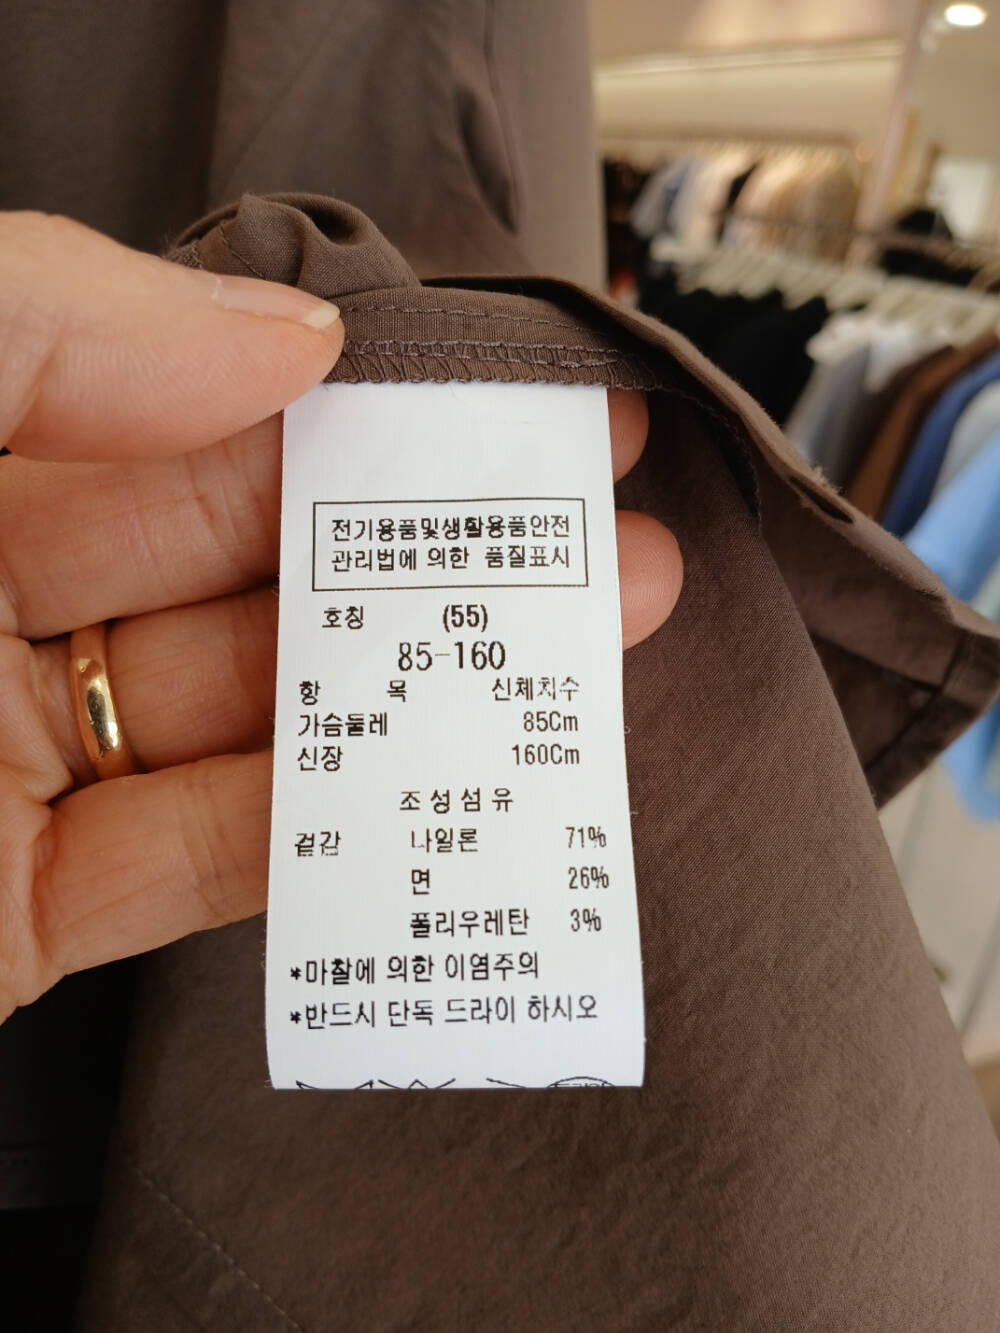 전기용품및생활용품안전
관리법에 의한 품질표시
호칭 (55)
85-160
항 목 신체치수
가슴둘레 85Cm
신장 160Cm
조성섬유
겉감 나일론 71%
면 26%
폴리우레탄 3%
*마찰에 의한 이염주의
*반드시 단독 드라이 하시오